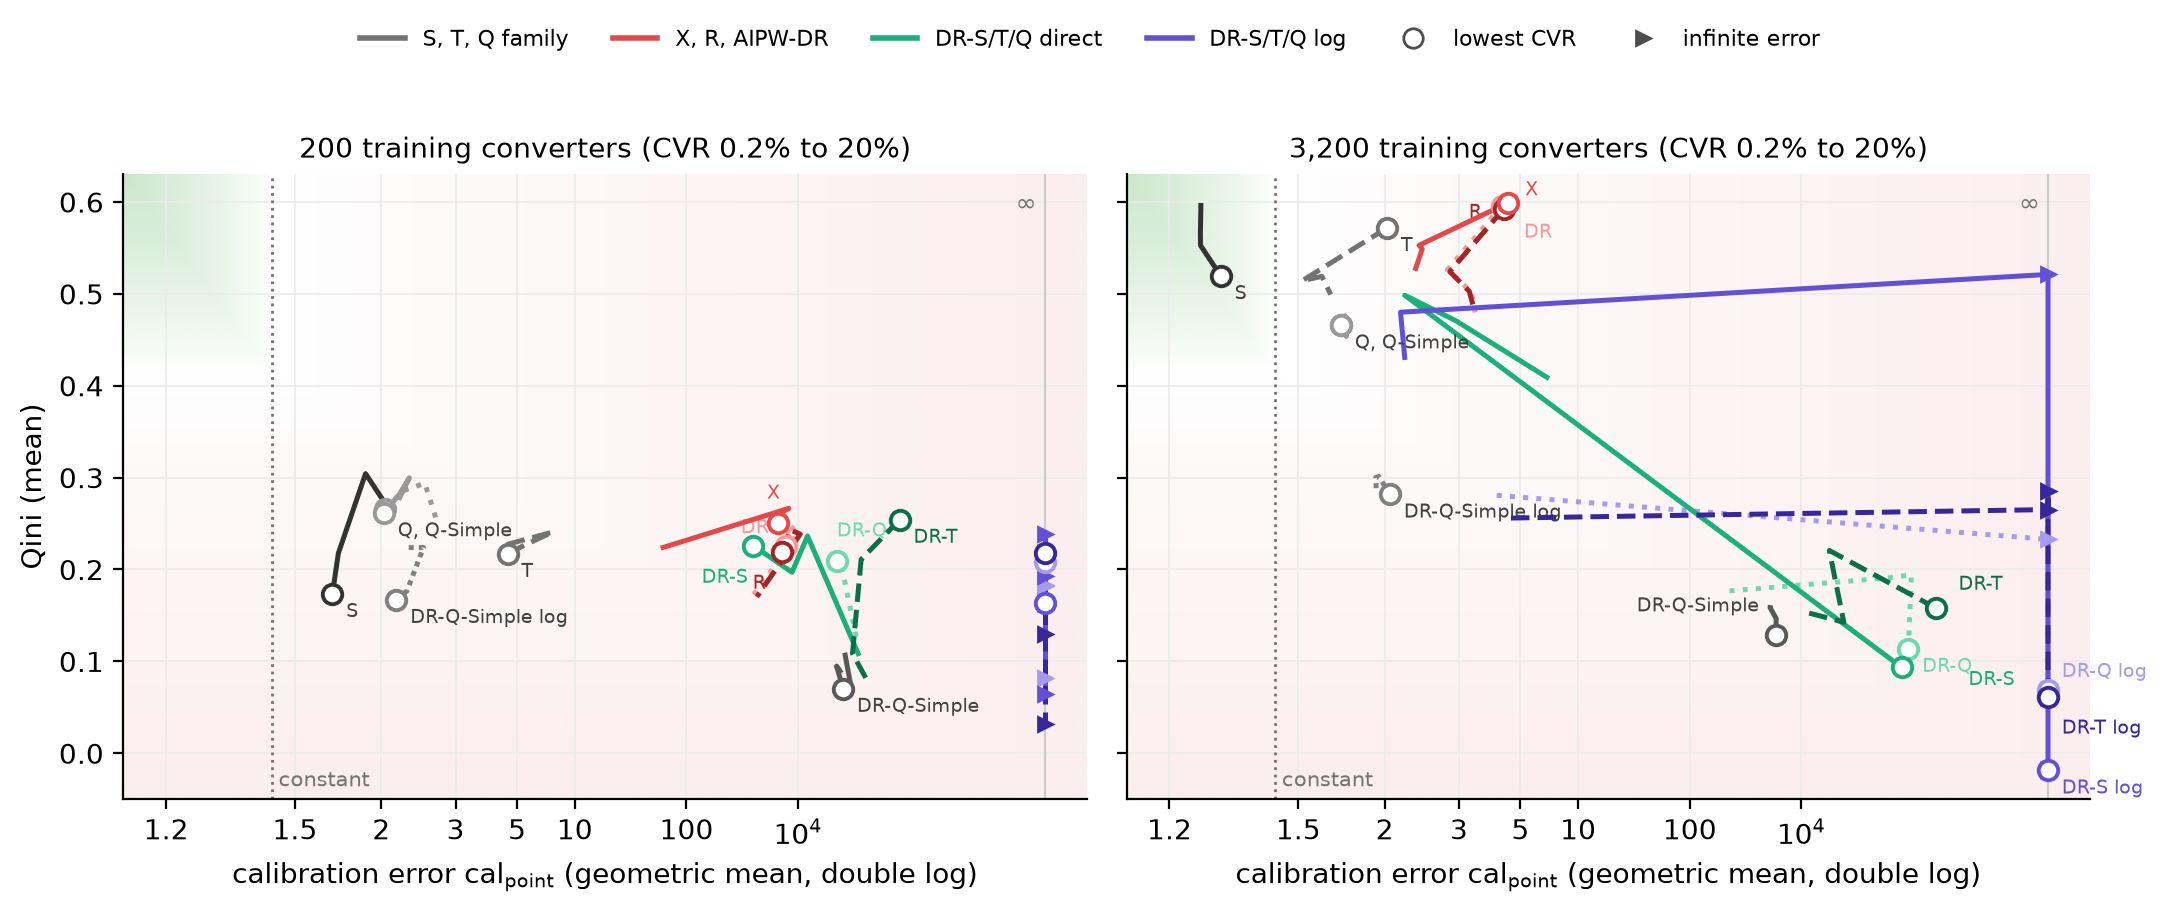 S, T, Q family
X, R, AIPW-DR
DR-S/T/Q direct
DR-S/T/Q log
lowest CVR
infinite error
200 training converters (CVR 0.2% to 20%)
3,200 training converters (CVR 0.2% to 20%)
Qini (mean)
0.6
0.5
0.4
0.3
0.2
0.1
0.0
∞
X
DR
DR-Q
DR-T
Q, Q-Simple
T
DR-S
R
S
DR-Q-Simple log
DR-Q-Simple
constant
1.2
1.5
2
3
5
10
100
10⁴
calibration error cal_point (geometric mean, double log)
X
R
DR
∞
T
S
Q, Q-Simple
DR-Q-Simple log
DR-T
DR-Q-Simple
DR-Q
DR-S
DR-Q log
DR-T log
DR-S log
constant
1.2
1.5
2
3
5
10
100
10⁴
calibration error cal_point (geometric mean, double log)